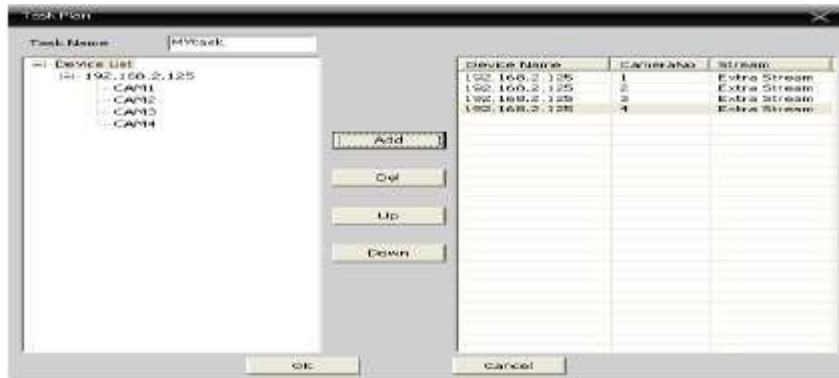 Task Plan
Task Name MYtask
Device List
192.168.2.125
CAM1
CAM2
CAM3
CAM4
Add
Del
Up
Down
Device Name CameraNo Stream
192.168.2.125 1 Extra Stream
192.168.2.125 2 Extra Stream
192.168.2.125 3 Extra Stream
192.168.2.125 4 Extra Stream
Ok Cancel